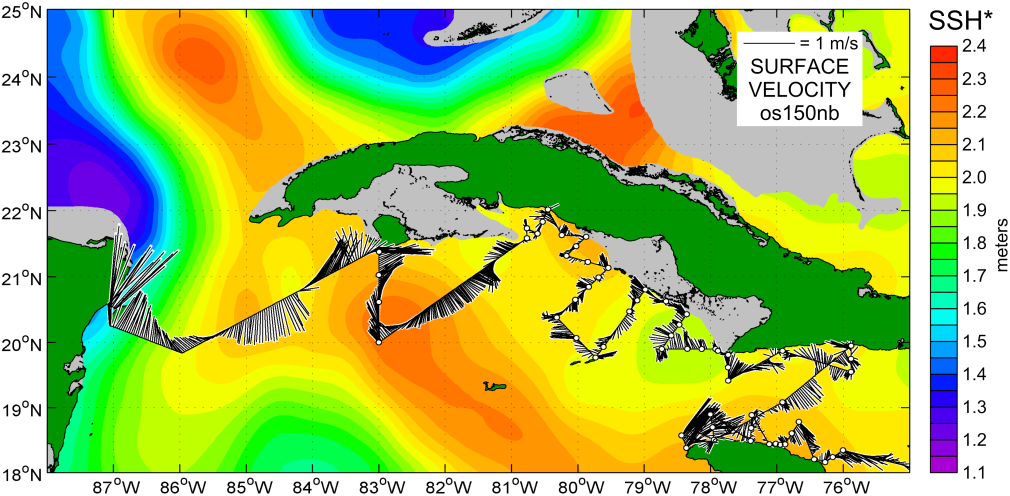 SSH*
25°N
24°N
23°N
22°N
21°N
20°N
19°N
18°N
= 1 m/s
SURFACE
VELOCITY
os150nb
2.4
2.3
2.2
2.1
2.0
1.9
1.8
1.7
1.6
1.5
1.4
1.3
1.2
1.1
meters
87°W 86°W 85°W 84°W 83°W 82°W 81°W 80°W 79°W 78°W 77°W 76°W